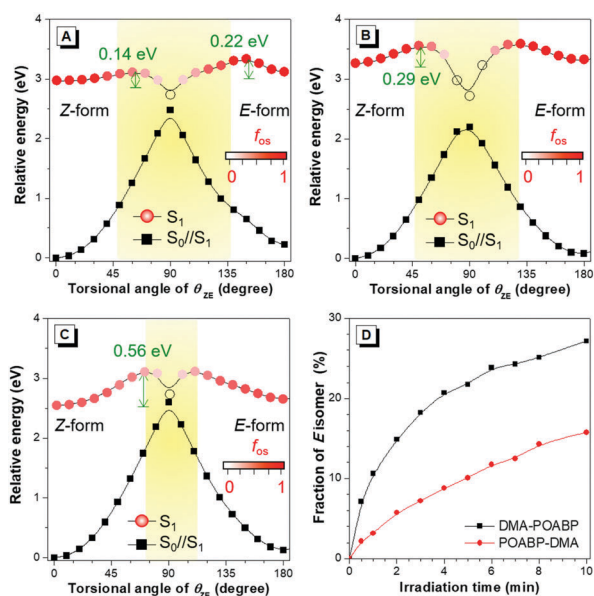 A
0.14 eV
0.22 eV
Z-form
E-form
fos
0 1
S1
S0//S1
Relative energy (eV)
4
3
2
1
0
0 45 90 135 180
Torsional angle of θZE (degree)
B
0.29 eV
Z-form
E-form
fos
0 1
S1
S0//S1
Relative energy (eV)
4
3
2
1
0
0 45 90 135 180
Torsional angle of θZE (degree)
C
0.56 eV
Z-form
E-form
fos
0 1
S1
S0//S1
Relative energy (eV)
4
3
2
1
0
0 45 90 135 180
Torsional angle of θZE (degree)
D
DMA-POABP
POABP-DMA
Fraction of E isomer (%)
30
20
10
0
0 2 4 6 8 10
Irradiation time (min)